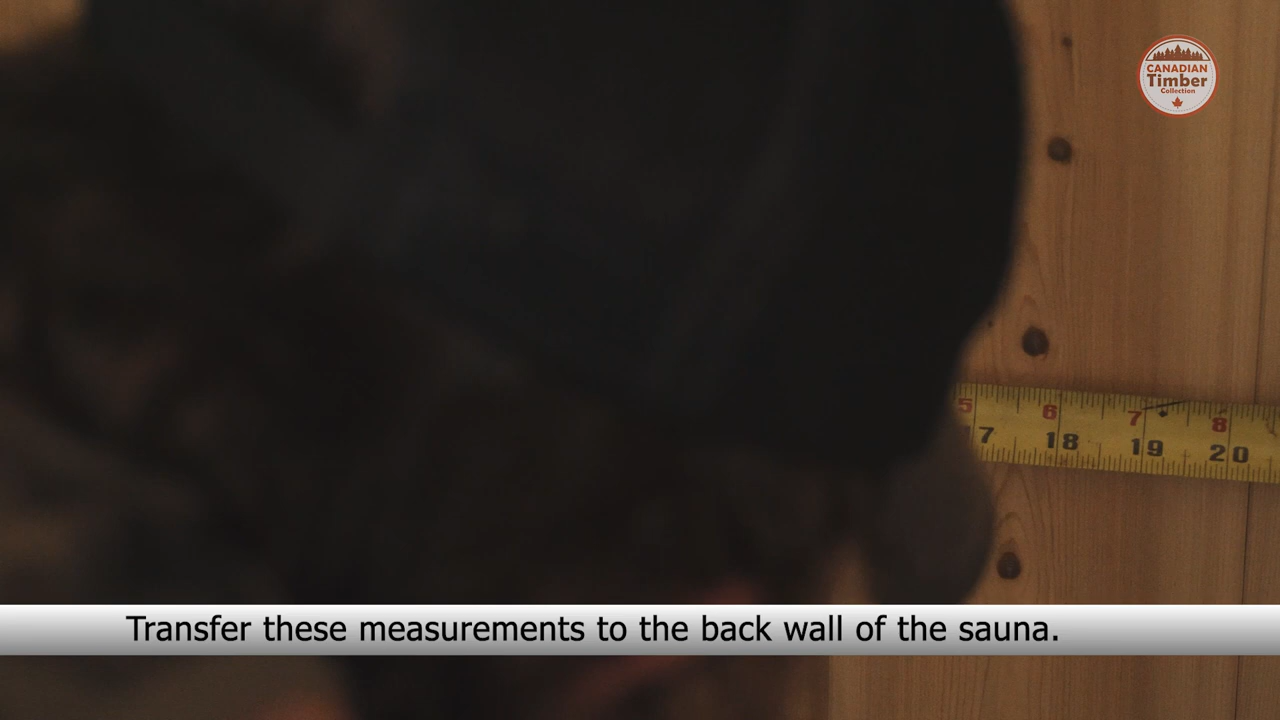 CANADIAN
Timber
Collection
5 6 7 8
17 18 19 20
Transfer these measurements to the back wall of the sauna.